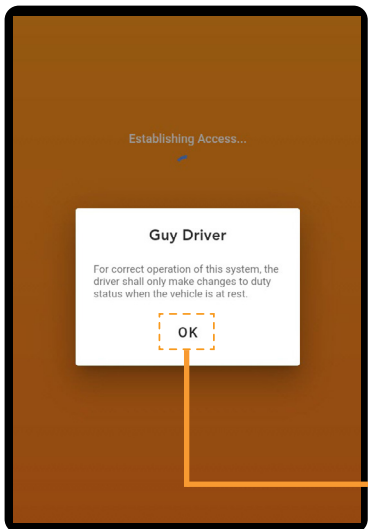 Establishing Access...
Guy Driver
For correct operation of this system, the
driver shall only make changes to duty
status when the vehicle is at rest.
OK